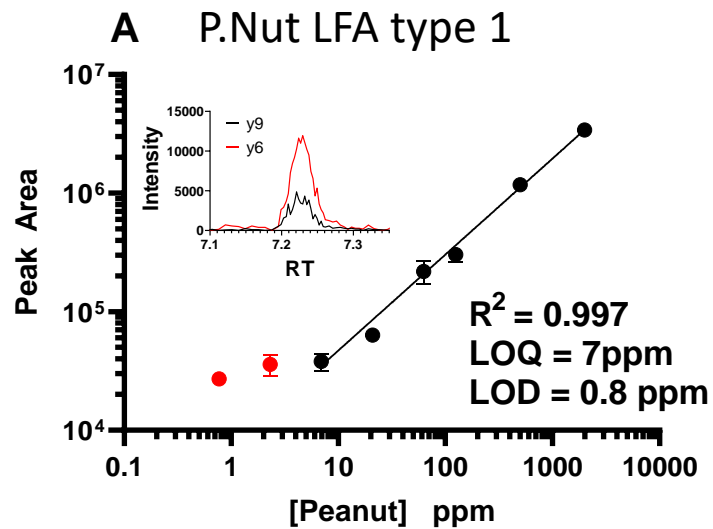 A P.Nut LFA type 1
10⁷
10⁶
10⁵
10⁴
Peak Area
15000
10000
5000
0
Intensity
y9
y6
7.1 7.2 7.3
RT
R² = 0.997
LOQ = 7ppm
LOD = 0.8 ppm
0.1 1 10 100 1000 10000
[Peanut] ppm